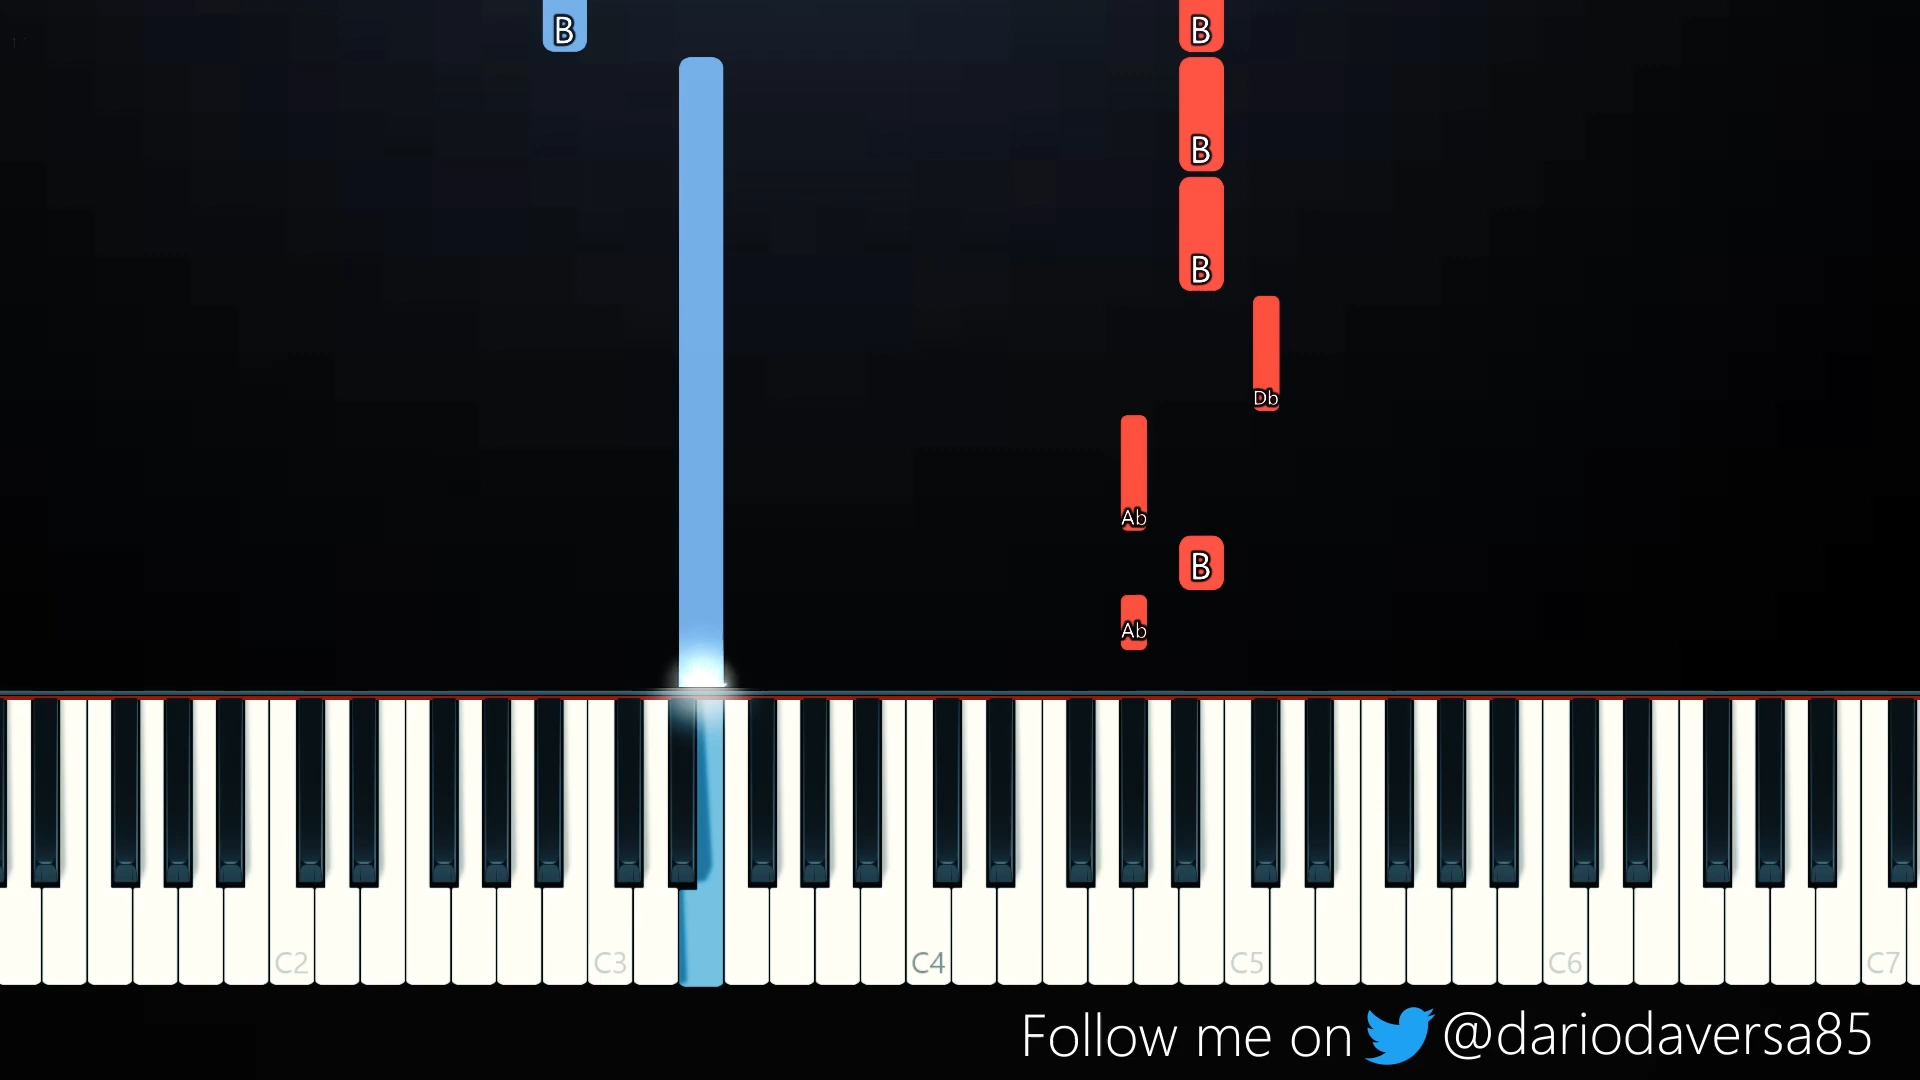 B B
B
B
Db
Ab
B
Ab
C2 C3 C4 C5 C6 C7
Follow me on @dariodaversa85